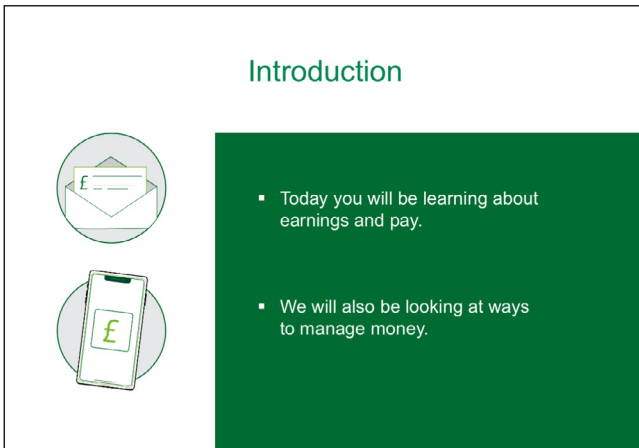 Introduction
£
▪ Today you will be learning about
earnings and pay.
£
▪ We will also be looking at ways
to manage money.